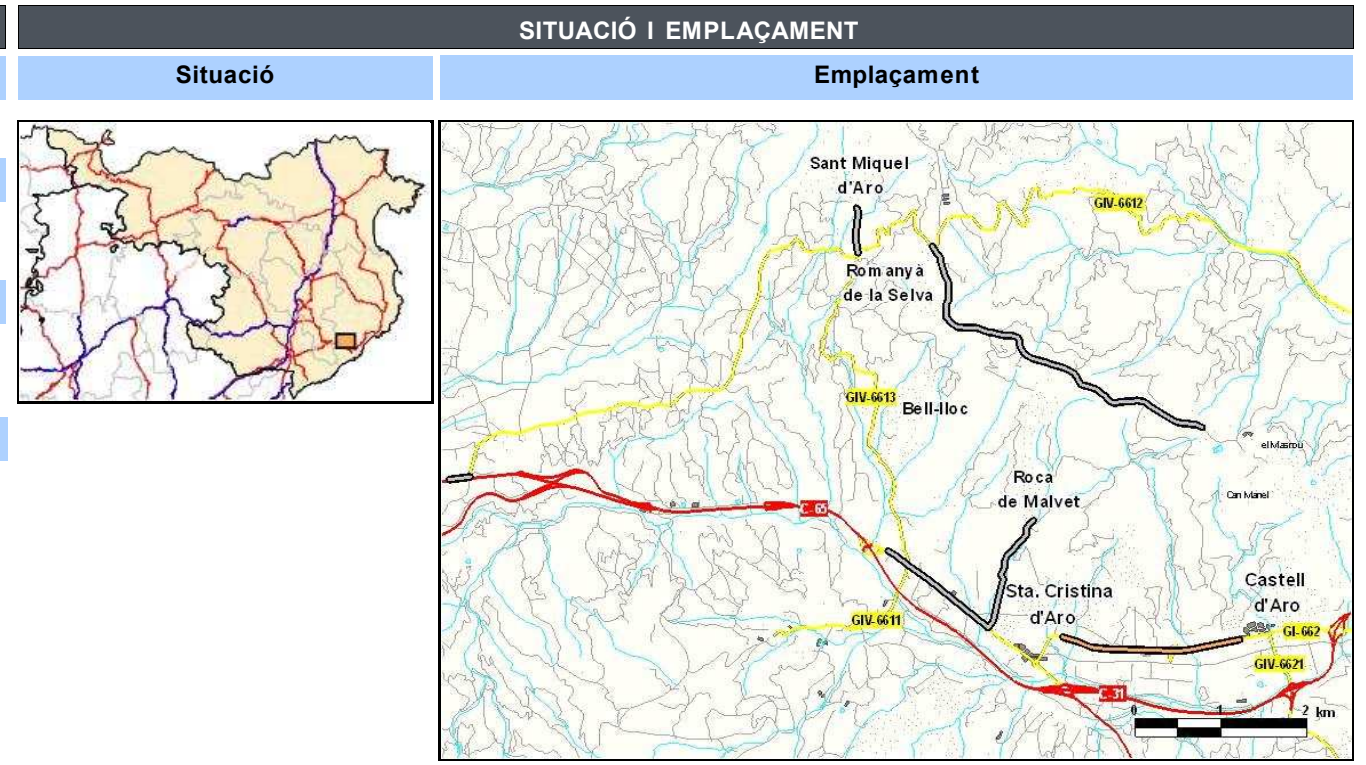 SITUACIÓ I EMPLAÇAMENT
Situació
Emplaçament
Sant Miquel
d'Aro
GIV-6612
Romanyà
de la Selva
GIV-6613
Bell-lloc
el Masrou
Roca
de Malvet
Can Manel
C-65
Castell
d'Aro
Sta. Cristina
d'Aro
GIV-6611
GI-662
GIV-6621
C-31
0 1 2 km